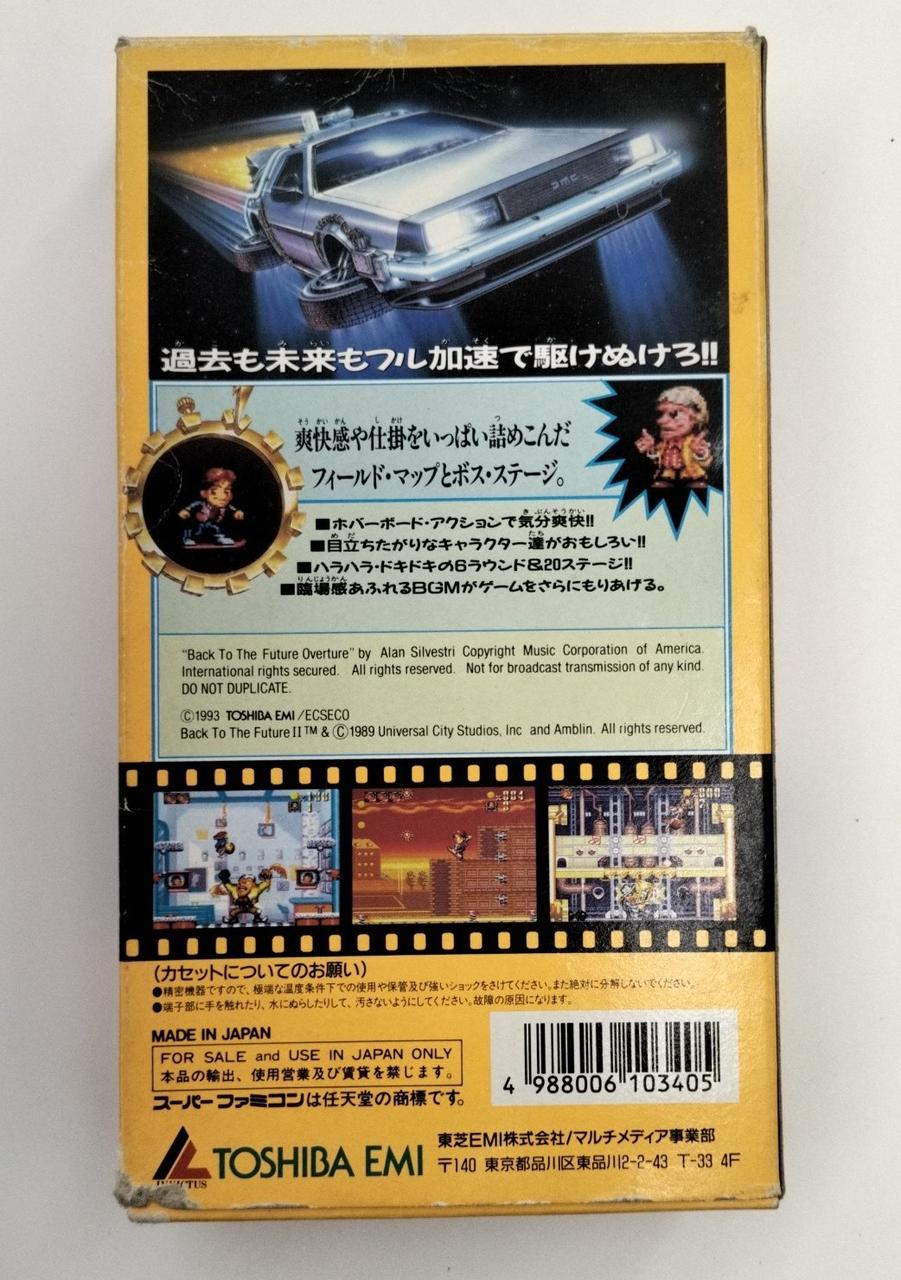 DMC
過去も未来もフル加速で駆けぬけろ!!
爽快感や仕掛をいっぱい詰めこんだ
フィールド・マップとボス・ステージ。
■ホバーボード・アクションで気分爽快!!
■目立ちたがりなキャラクター達がおもしろい!!
■ハラハラ・ドキドキの6ラウンド&20ステージ!!
■臨場感あふれるBGMがゲームをさらにもりあげる。
"Back To The Future Overture" by Alan Silvestri Copyright Music Corporation of America.
International rights secured. All rights reserved. Not for broadcast transmission of any kind.
DO NOT DUPLICATE.
©1993 TOSHIBA EMI/ECSECO
Back To The Future II™ & ©1989 Universal City Studios, Inc and Amblin. All rights reserved.
(カセットについてのお願い)
●精密機器ですので、極端な温度条件下での使用や保管及び強いショックをさけてください。また絶対に分解しないでください。
●端子部に手を触れたり、水にぬらしたりして、汚さないようにしてください。故障の原因になります。
MADE IN JAPAN
FOR SALE and USE IN JAPAN ONLY
本品の輸出、使用営業及び賃貸を禁じます。
スーパーファミコンは任天堂の商標です。
4 988006 103405
INVICTUS
TOSHIBA EMI
東芝EMI株式会社/マルチメディア事業部
〒140 東京都品川区東品川2-2-43 T-33 4F